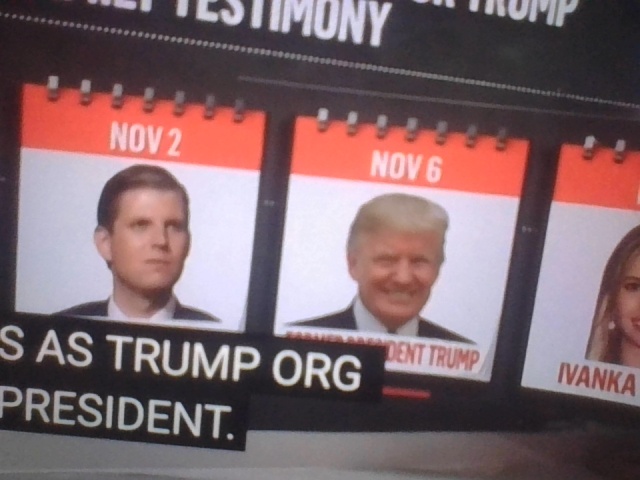 TRUMP
TESTIMONY
NOV 2
NOV 6
DENT TRUMP
IVANKA
S AS TRUMP ORG
PRESIDENT.